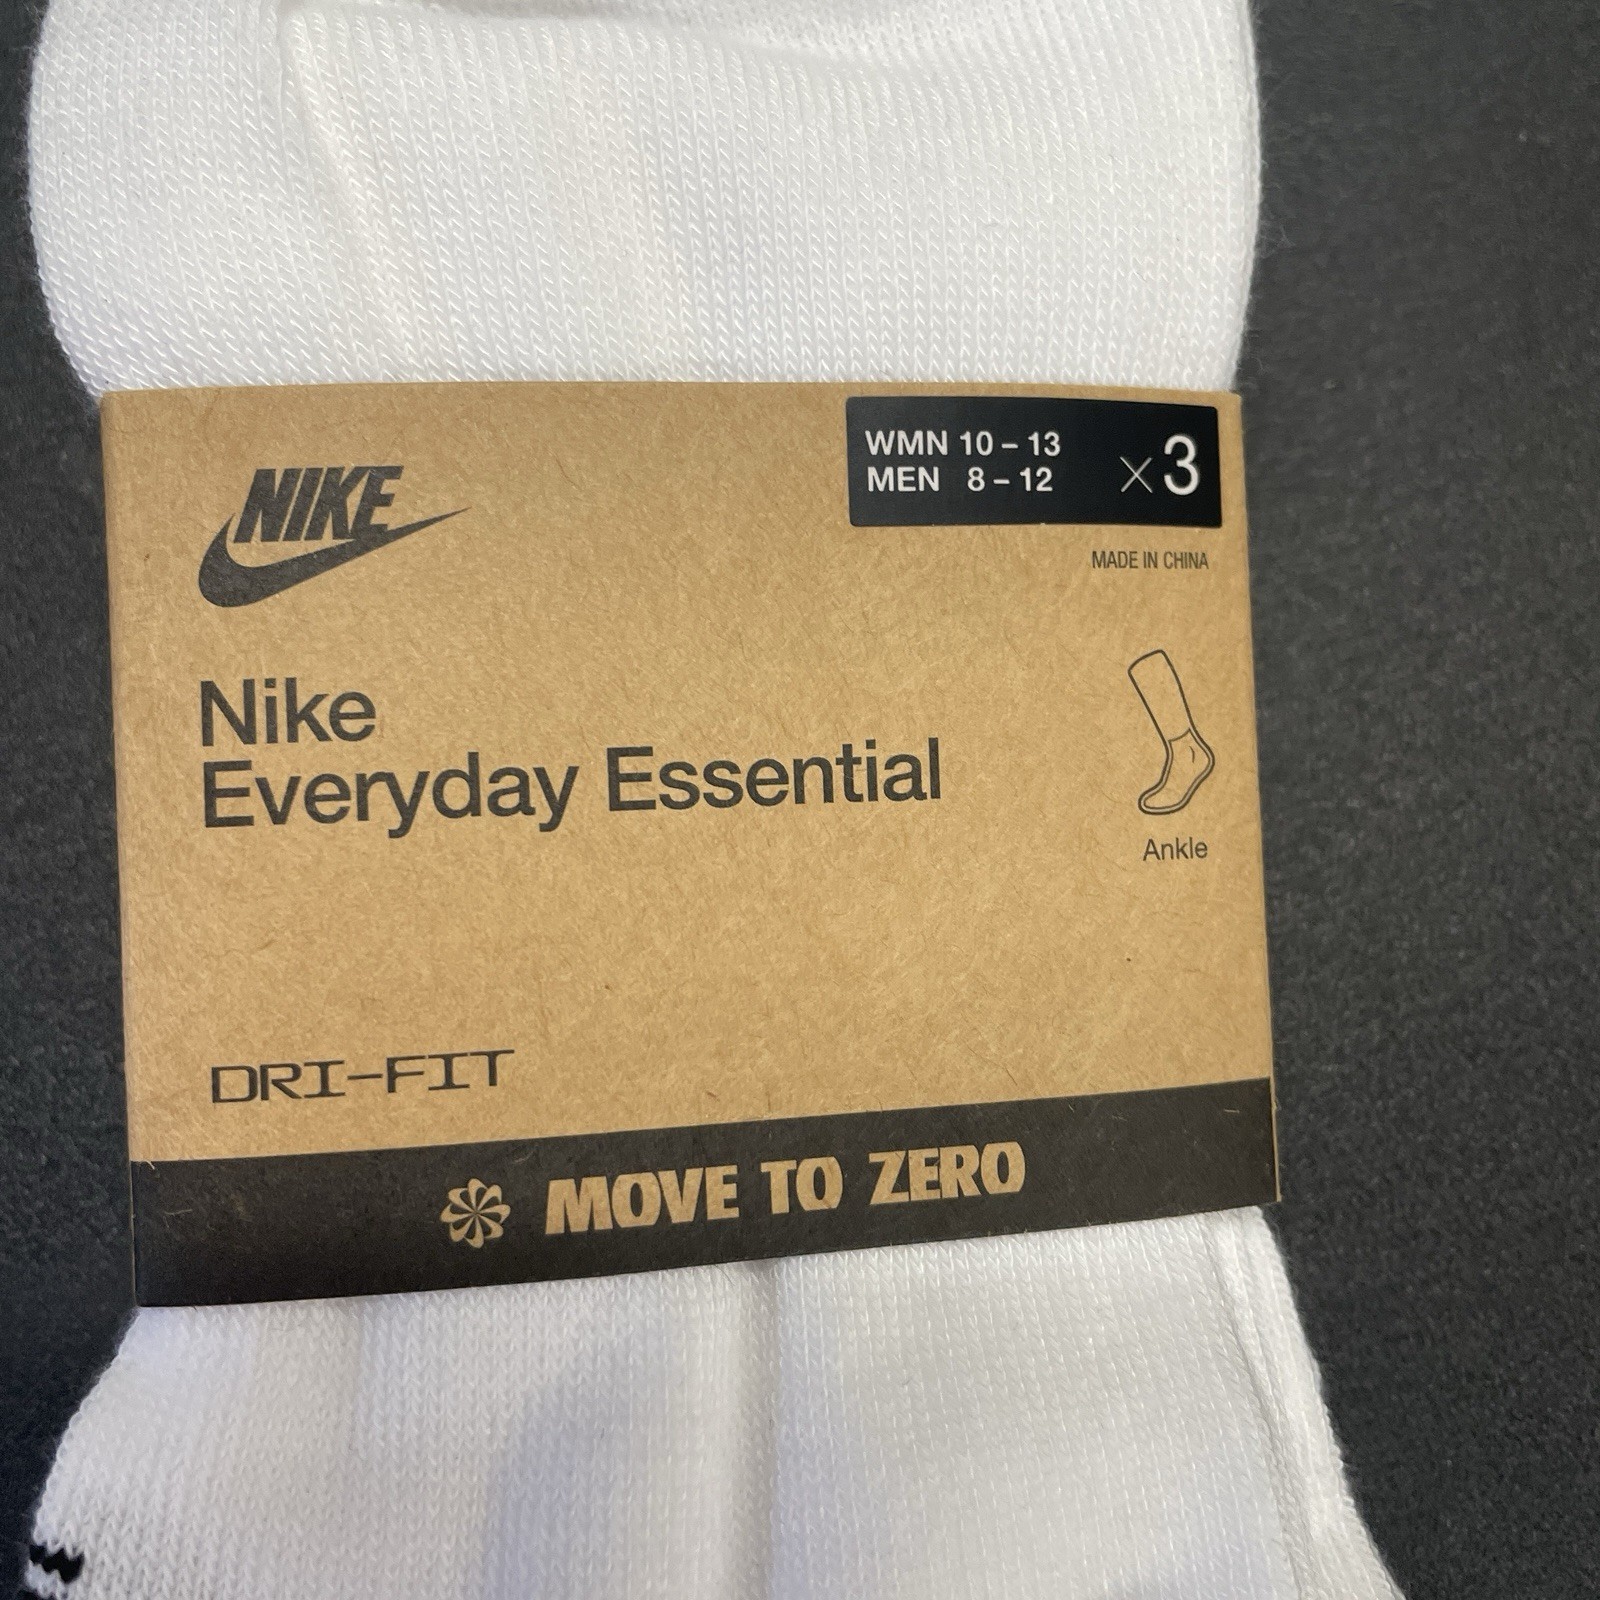 WMN 10 – 13
MEN 8 – 12
×3
NIKE
MADE IN CHINA
Nike
Everyday Essential
Ankle
DRI-FIT
MOVE TO ZERO